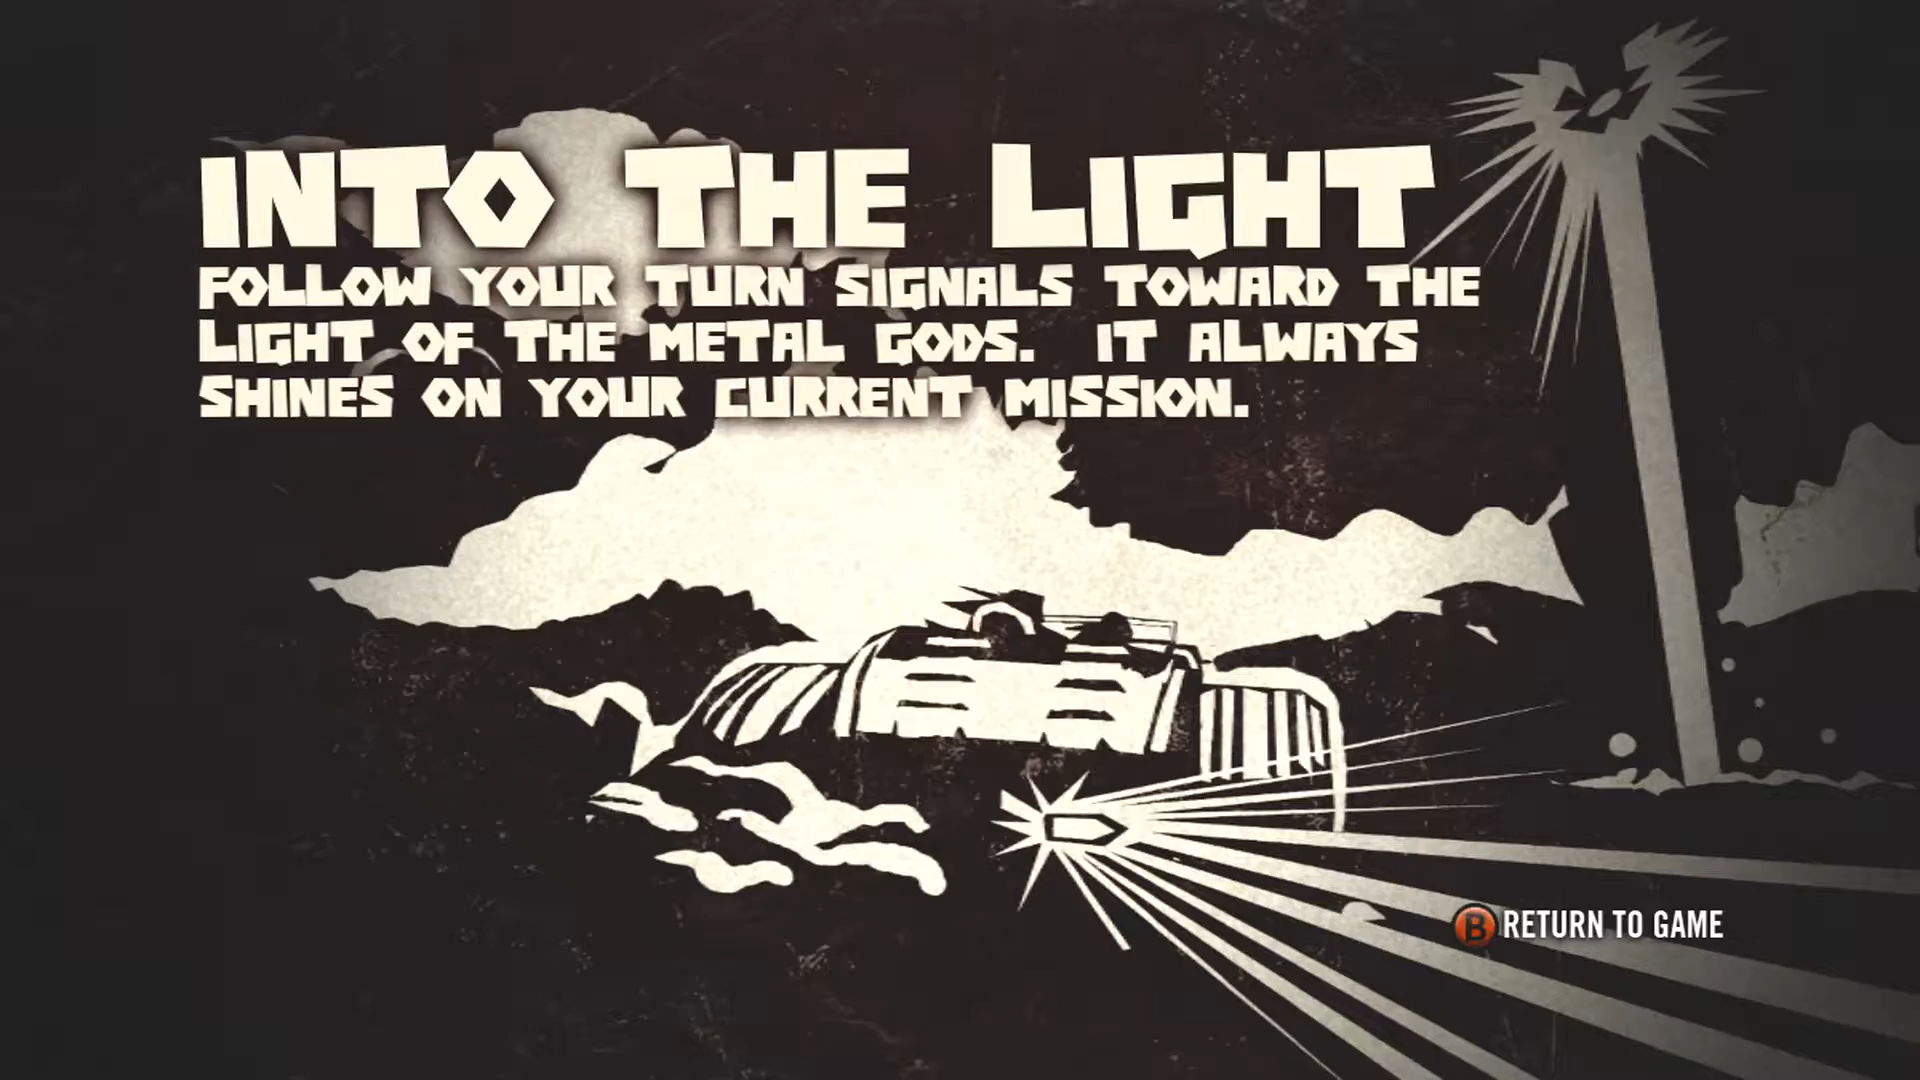 INTO THE LIGHT
FOLLOW YOUR TURN SIGNALS TOWARD THE
LIGHT OF THE METAL GODS. IT ALWAYS
SHINES ON YOUR CURRENT MISSION.
B RETURN TO GAME